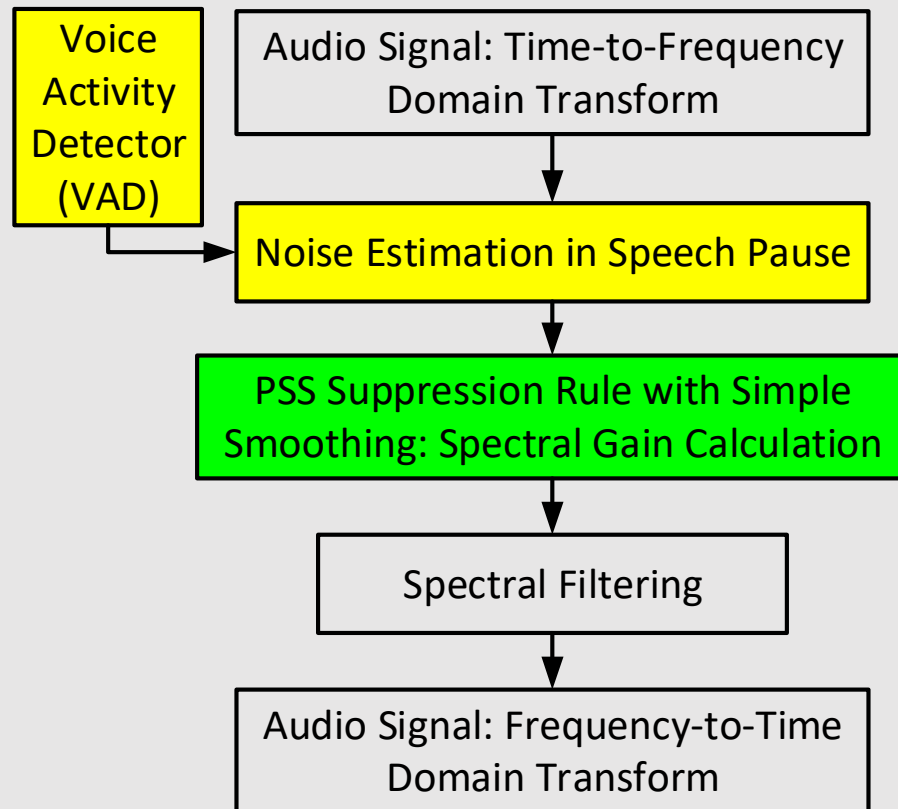 Voice
Activity
Detector
(VAD)
Audio Signal: Time-to-Frequency
Domain Transform
Noise Estimation in Speech Pause
PSS Suppression Rule with Simple
Smoothing: Spectral Gain Calculation
Spectral Filtering
Audio Signal: Frequency-to-Time
Domain Transform